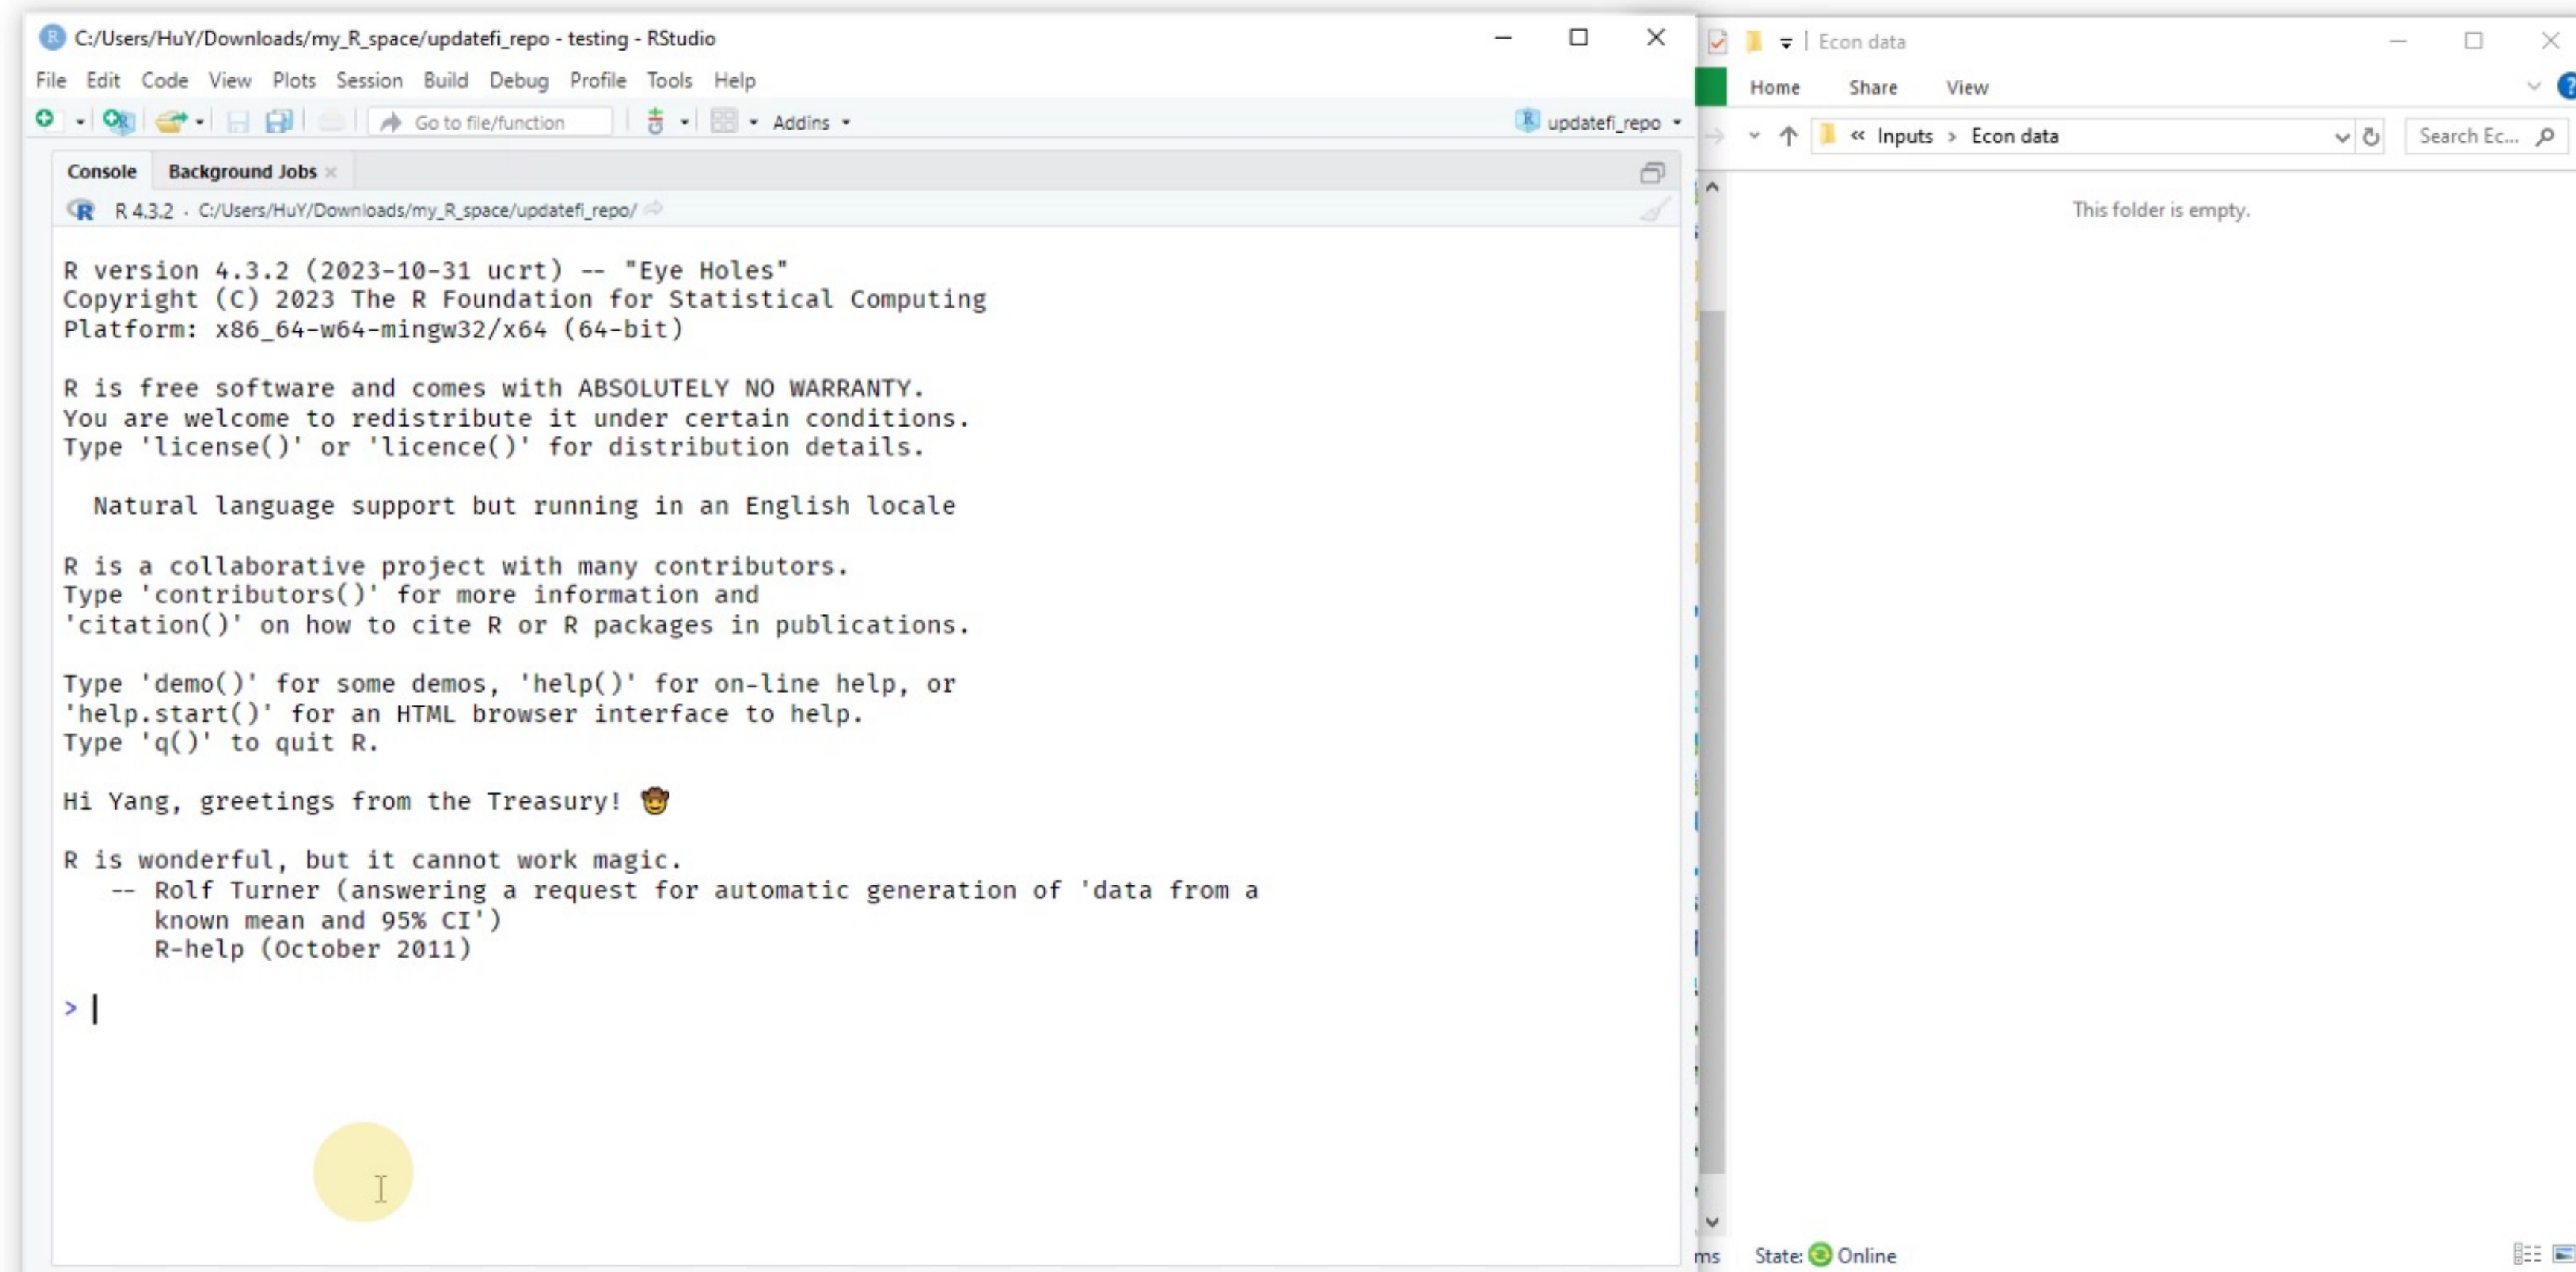 C:/Users/HuY/Downloads/my_R_space/updatefi_repo - testing - RStudio
File Edit Code View Plots Session Build Debug Profile Tools Help
Go to file/function
Addins
updatefi_repo
Console
Background Jobs
R 4.3.2 · C:/Users/HuY/Downloads/my_R_space/updatefi_repo/
R version 4.3.2 (2023-10-31 ucrt) -- "Eye Holes"
Copyright (C) 2023 The R Foundation for Statistical Computing
Platform: x86_64-w64-mingw32/x64 (64-bit)
R is free software and comes with ABSOLUTELY NO WARRANTY.
You are welcome to redistribute it under certain conditions.
Type 'license()' or 'licence()' for distribution details.
Natural language support but running in an English locale
R is a collaborative project with many contributors.
Type 'contributors()' for more information and
'citation()' on how to cite R or R packages in publications.
Type 'demo()' for some demos, 'help()' for on-line help, or
'help.start()' for an HTML browser interface to help.
Type 'q()' to quit R.
Hi Yang, greetings from the Treasury! 🤠
R is wonderful, but it cannot work magic.
-- Rolf Turner (answering a request for automatic generation of 'data from a
known mean and 95% CI')
R-help (October 2011)
>
Econ data
Home Share View
« Inputs > Econ data
Search Ec...
This folder is empty.
ms
State: Online